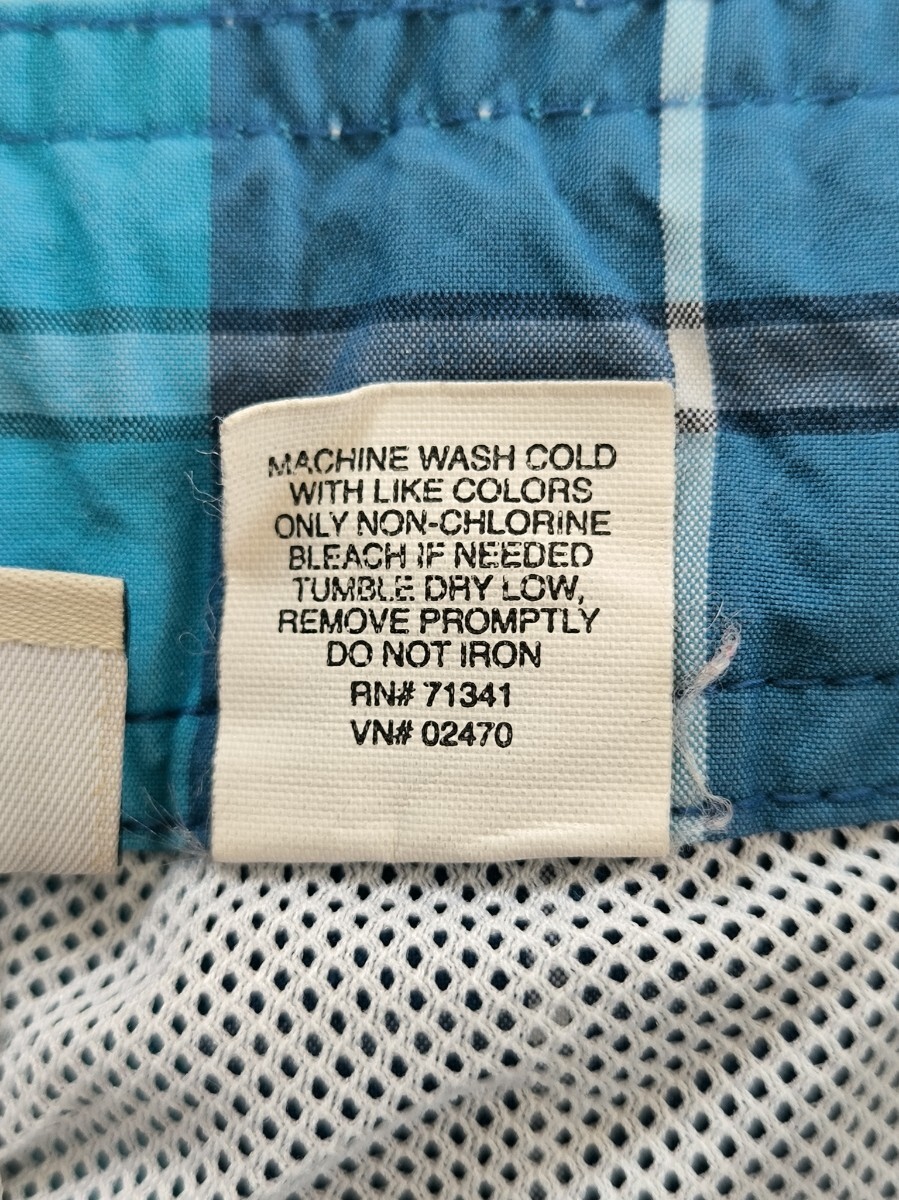 MACHINE WASH COLD
WITH LIKE COLORS
ONLY NON-CHLORINE
BLEACH IF NEEDED
TUMBLE DRY LOW,
REMOVE PROMPTLY
DO NOT IRON
RN# 71341
VN# 02470